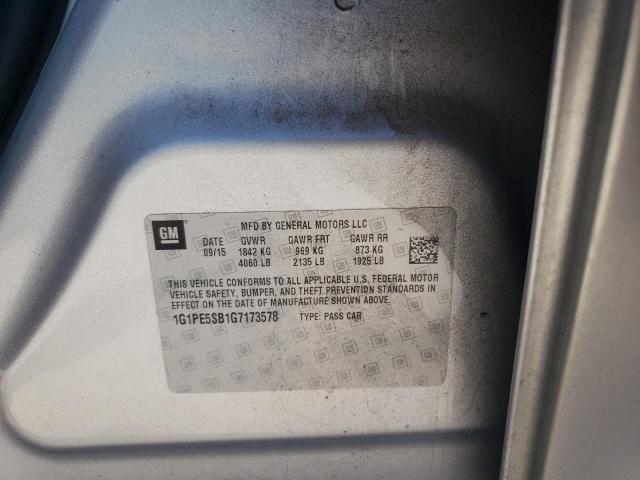 GM
MFD BY GENERAL MOTORS LLC
DATE GVWR GAWR FRT GAWR RR
09/15 1842 KG 969 KG 873 KG
4060 LB 2135 LB 1925 LB
THIS VEHICLE CONFORMS TO ALL APPLICABLE U.S. FEDERAL MOTOR
VEHICLE SAFETY, BUMPER, AND THEFT PREVENTION STANDARDS IN
EFFECT ON THE DATE OF MANUFACTURE SHOWN ABOVE.
1G1PE5SB1G7173578 TYPE: PASS CAR